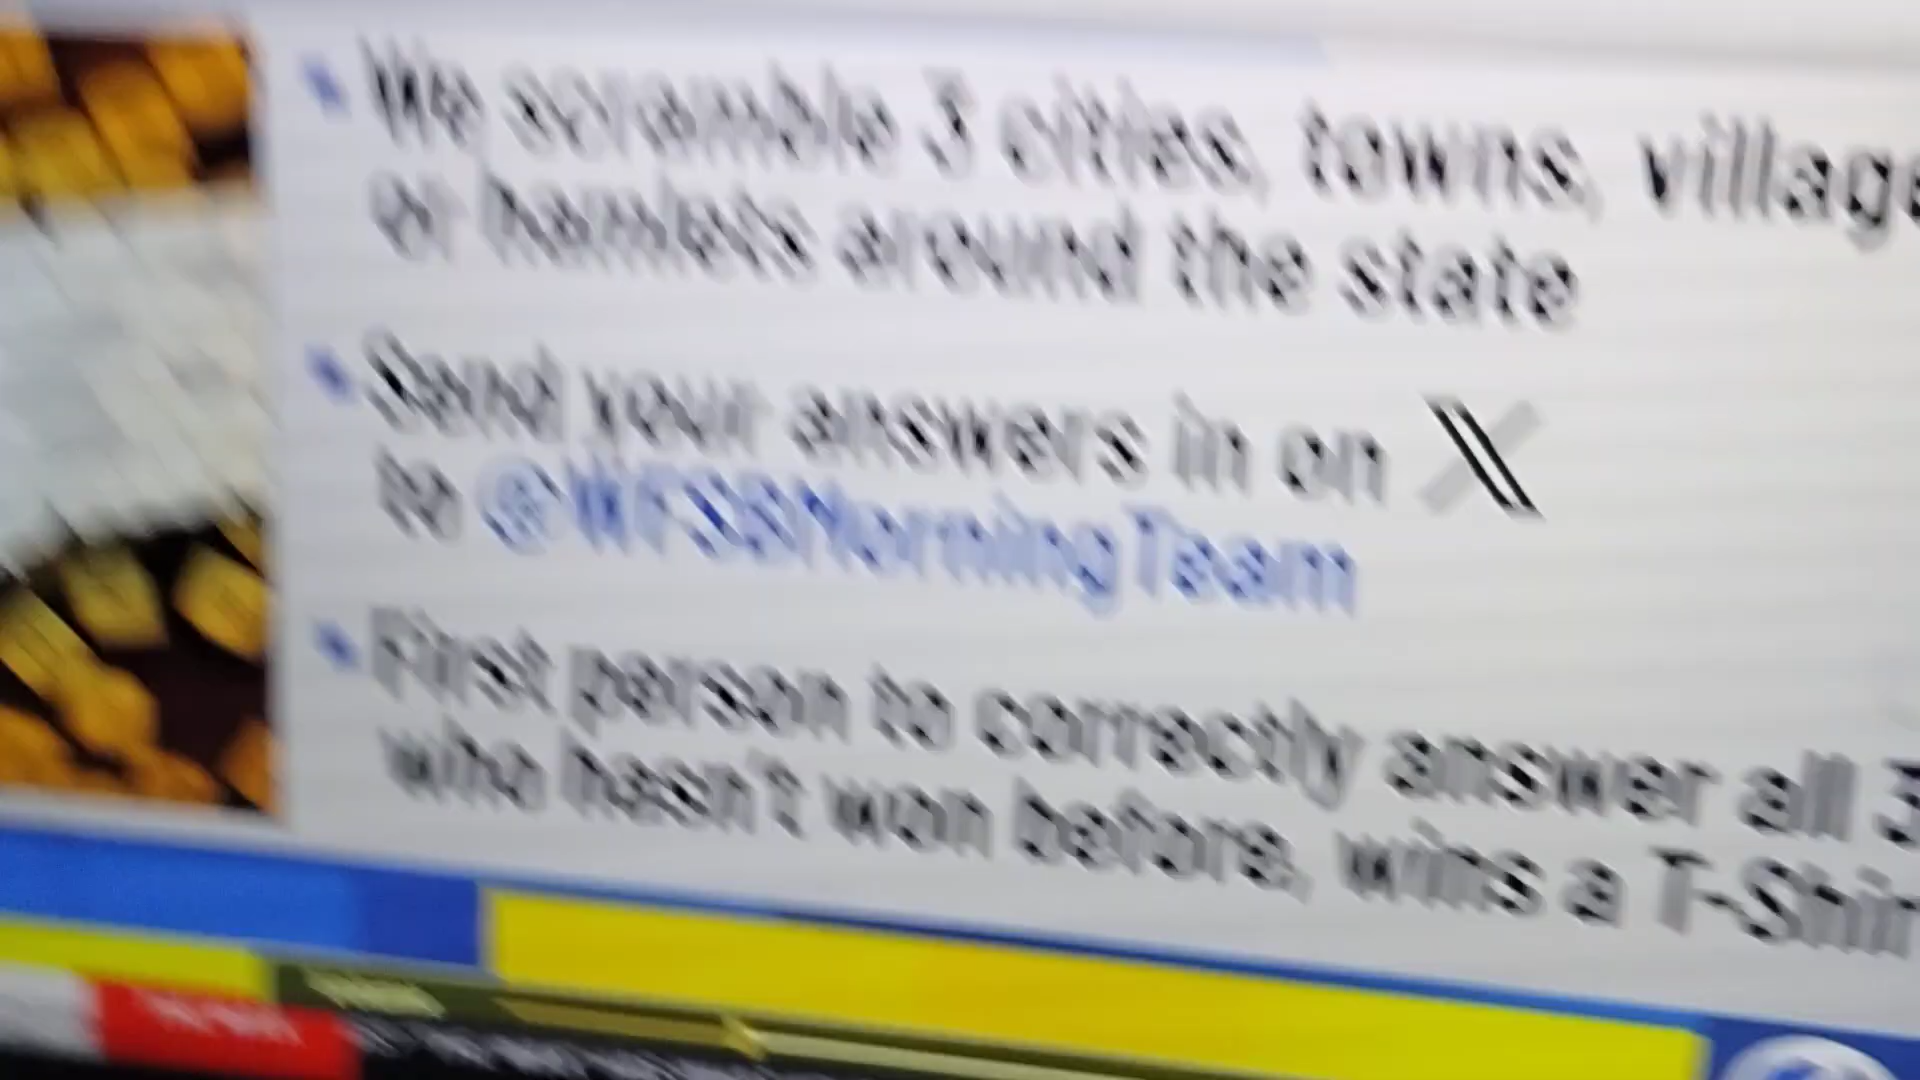 We scramble 3 cities, towns, village
or hamlets around the state
Send your answers in on X
to @WFSBMorningTeam
First person to correctly answer all 3
who hasn't won before, wins a T-Shir